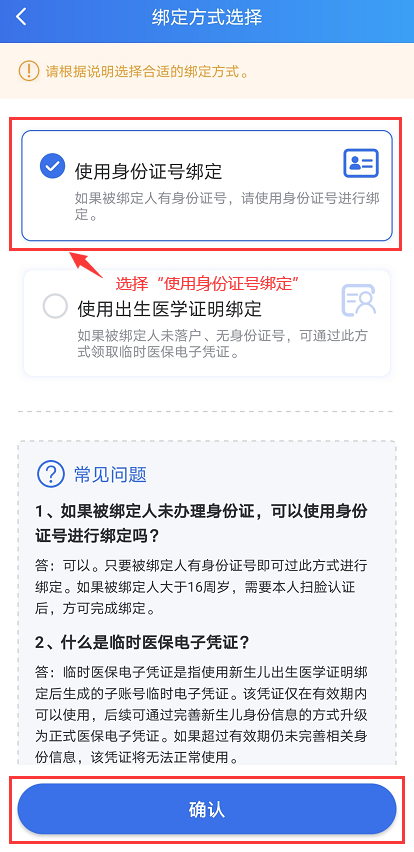 绑定方式选择
请根据说明选择合适的绑定方式。
使用身份证号绑定
如果被绑定人有身份证号，请使用身份证号进行绑
定。
选择“使用身份证号绑定”
使用出生医学证明绑定
如果被绑定人未落户、无身份证号，可通过此方
式领取临时医保电子凭证。
常见问题
1、如果被绑定人未办理身份证，可以使用身份
证号进行绑定吗？
答：可以。只要被绑定人有身份证号即可过此方式进行
绑定。如果被绑定人大于16周岁，需要本人扫脸认证
后，方可完成绑定。
2、什么是临时医保电子凭证？
答：临时医保电子凭证是指使用新生儿出生医学证明绑
定后生成的子账号临时电子凭证。该凭证仅在有效期内
可以使用，后续可通过完善新生儿身份信息的方式升级
为正式医保电子凭证。如果超过有效期仍未完善相关身
份信息，该凭证将无法正常使用。
确认